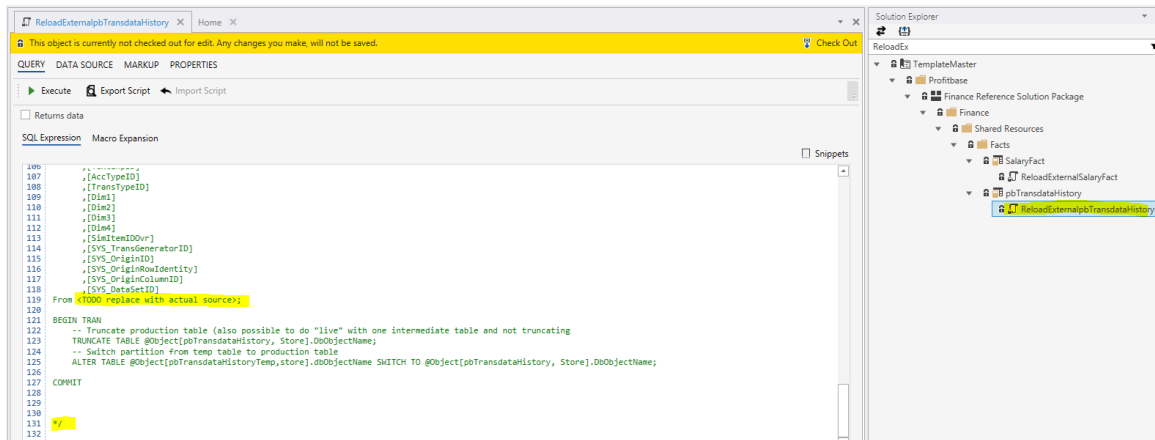 ReloadExternalpbTransdataHistory × Home ×
This object is currently not checked out for edit. Any changes you make, will not be saved. Check Out
QUERY DATA SOURCE MARKUP PROPERTIES
Execute Export Script Import Script
Returns data
SQL Expression Macro Expansion
Snippets
106
107 ,[AccTypeID]
108 ,[TransTypeID]
109 ,[Dim1]
110 ,[Dim2]
111 ,[Dim3]
112 ,[Dim4]
113 ,[SimItemIDOvr]
114 ,[SYS_TransGeneratorID]
115 ,[SYS_OriginID]
116 ,[SYS_OriginRowIdentity]
117 ,[SYS_OriginColumnID]
118 ,[SYS_DataSetID]
119 From <TODO replace with actual source>;
120
121 BEGIN TRAN
122 -- Truncate production table (also possible to do "live" with one intermediate table and not truncating
123 TRUNCATE TABLE @Object[pbTransdataHistory, Store].DbObjectName;
124 -- Switch partition from temp table to production table
125 ALTER TABLE @Object[pbTransdataHistoryTemp,store].dbObjectName SWITCH TO @Object[pbTransdataHistory, Store].DbObjectName;
126
127 COMMIT
128
129
130
131 */
132
Solution Explorer
ReloadEx
TemplateMaster
Profitbase
Finance Reference Solution Package
Finance
Shared Resources
Facts
SalaryFact
ReloadExternalSalaryFact
pbTransdataHistory
ReloadExternalpbTransdataHistory